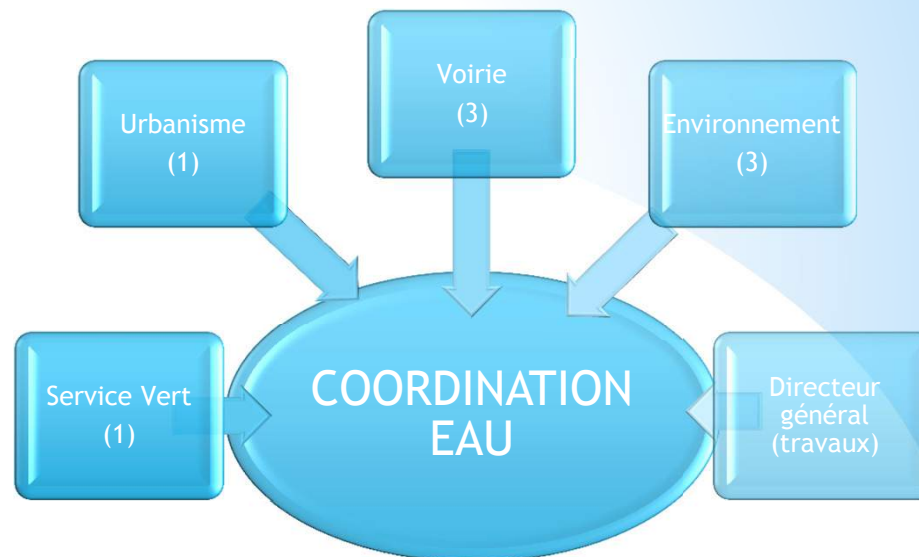 Voirie
(3)
Urbanisme
(1)
Environnement
(3)
COORDINATION
EAU
Service Vert
(1)
Directeur
général
(travaux)